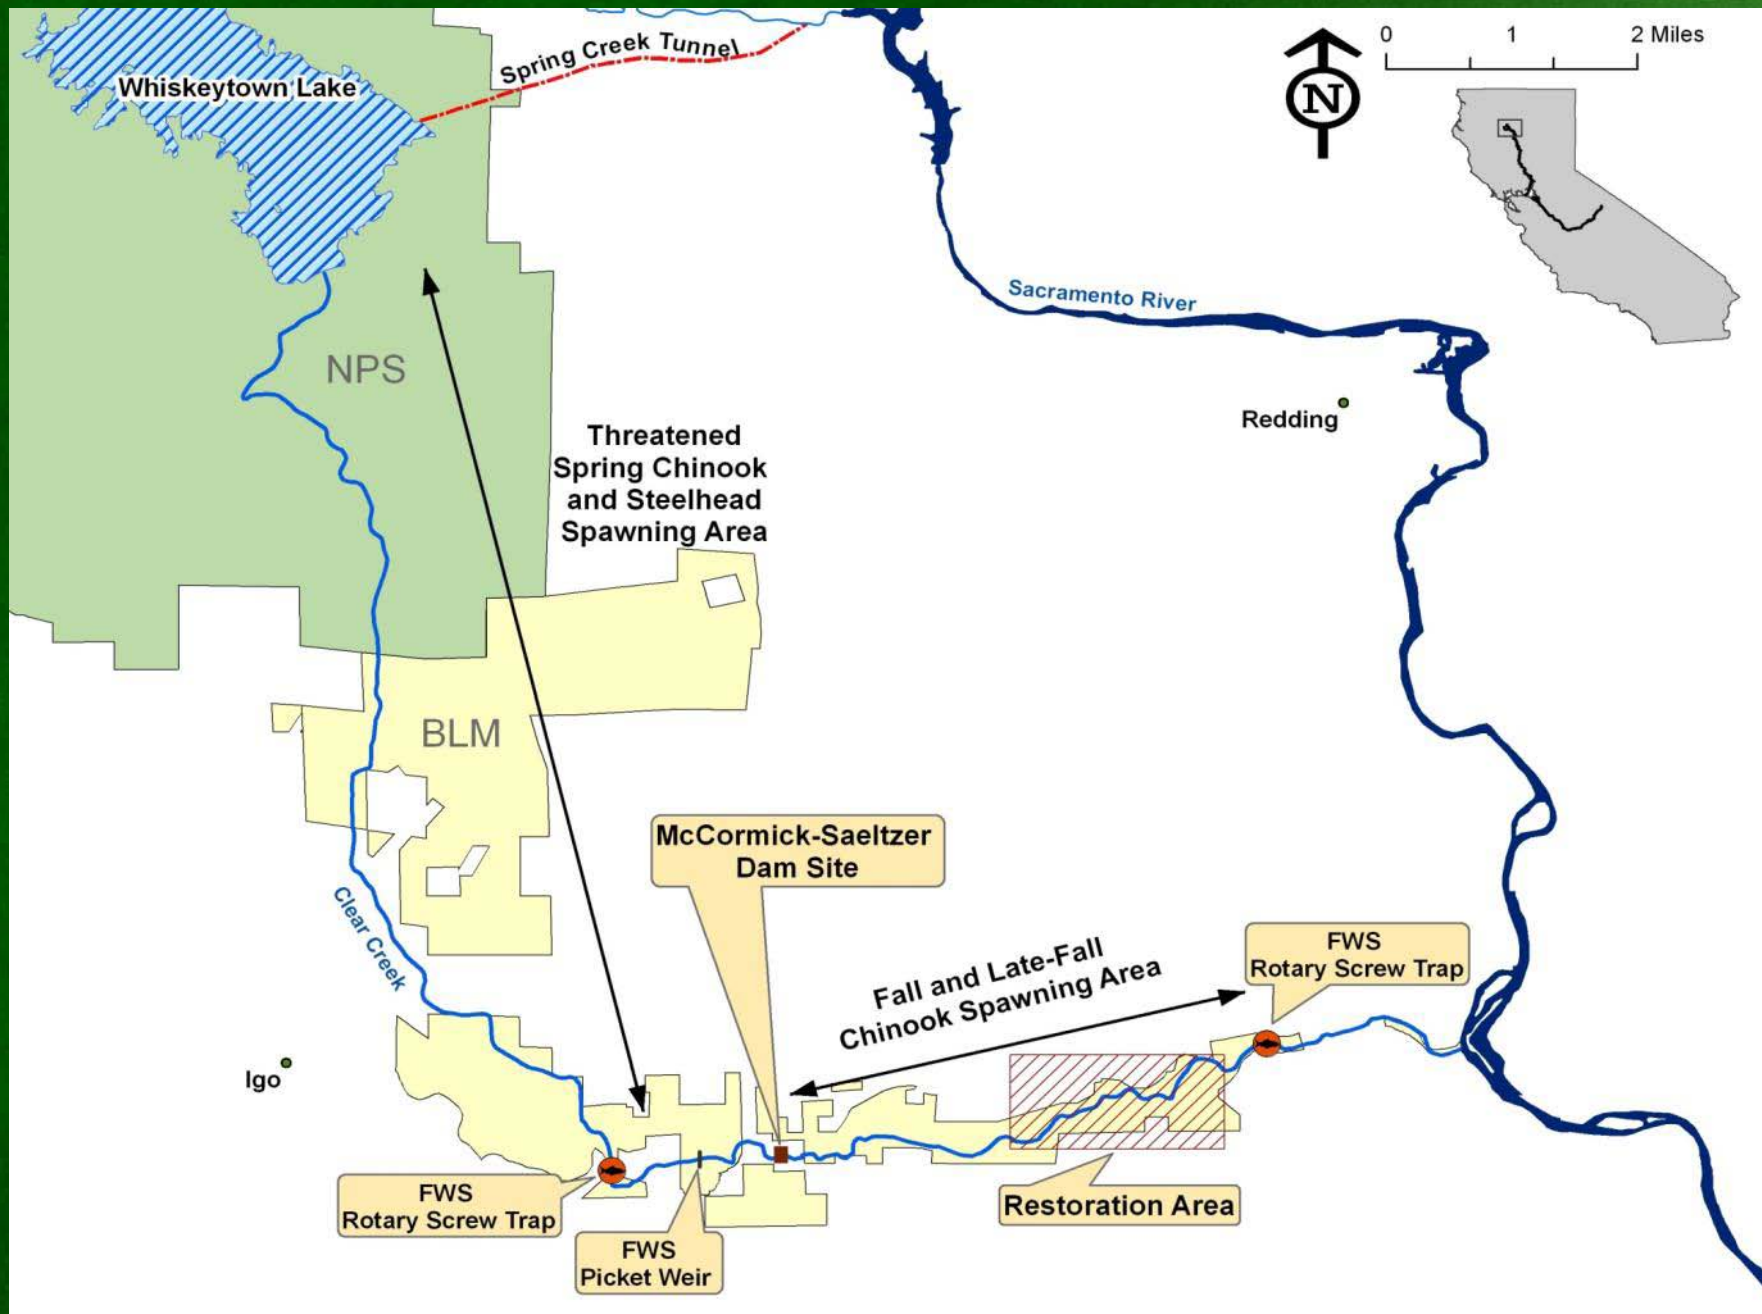 Whiskeytown Lake
Spring Creek Tunnel
N
0 1 2 Miles
Sacramento River
NPS
Redding
Threatened
Spring Chinook
and Steelhead
Spawning Area
BLM
McCormick-Saeltzer
Dam Site
Clear Creek
Fall and Late-Fall
Chinook Spawning Area
FWS
Rotary Screw Trap
Igo
FWS
Rotary Screw Trap
Restoration Area
FWS
Picket Weir